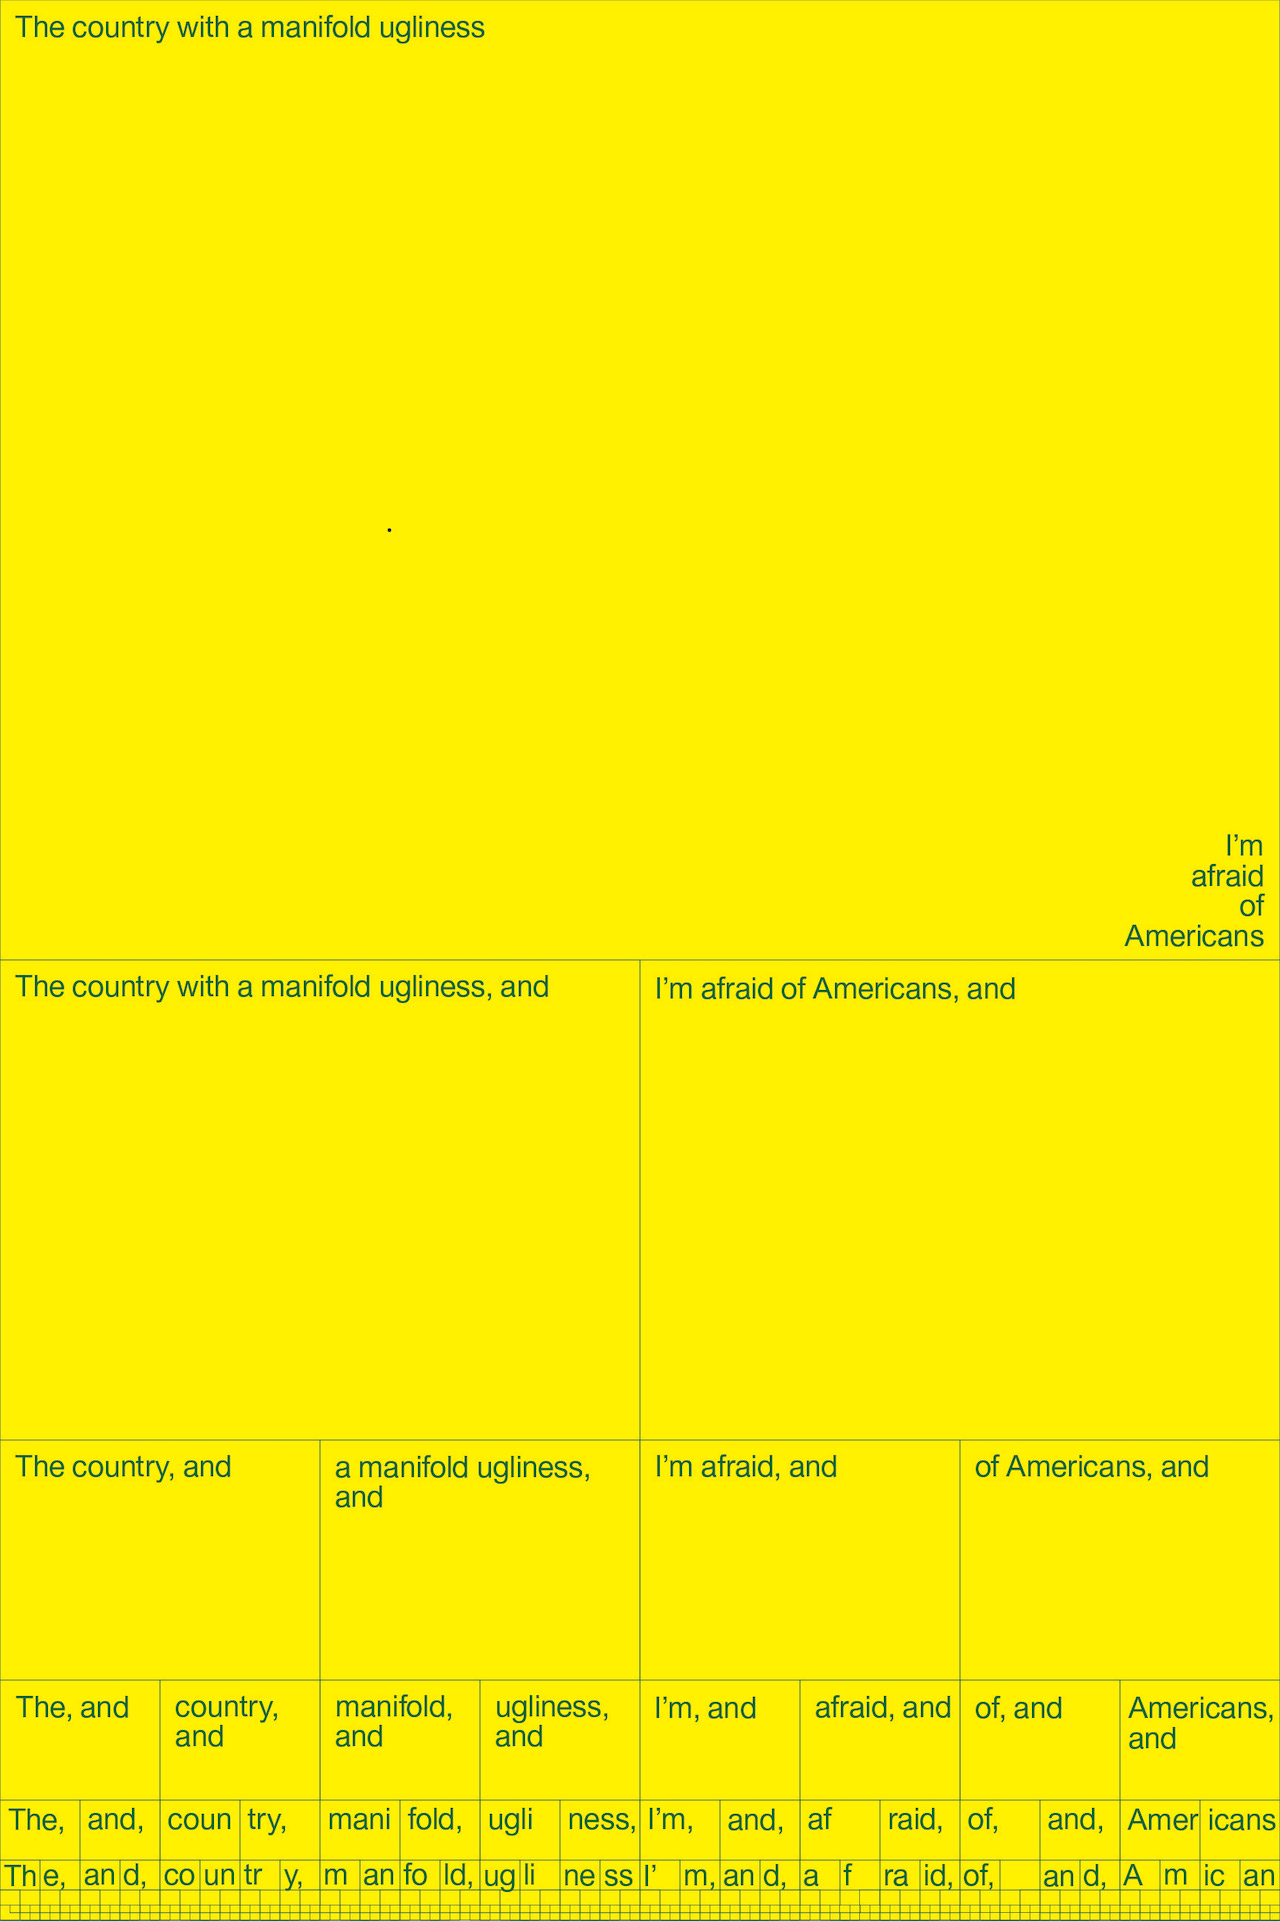 The country with a manifold ugliness
.
I’m
afraid
of
Americans
The country with a manifold ugliness, and
I’m afraid of Americans, and
The country, and
a manifold ugliness,
and
I’m afraid, and
of Americans, and
The, and
country,
and
manifold,
and
ugliness,
and
I’m, and
afraid, and
of, and
Americans,
and
The, and, coun try, mani fold, ugli ness, I’m, and, af raid, of, and, Amer icans
Th e, an d, co un tr y, m an fo ld, ug li ne ss I’ m, an d, a f ra id, of, an d, A m ic an